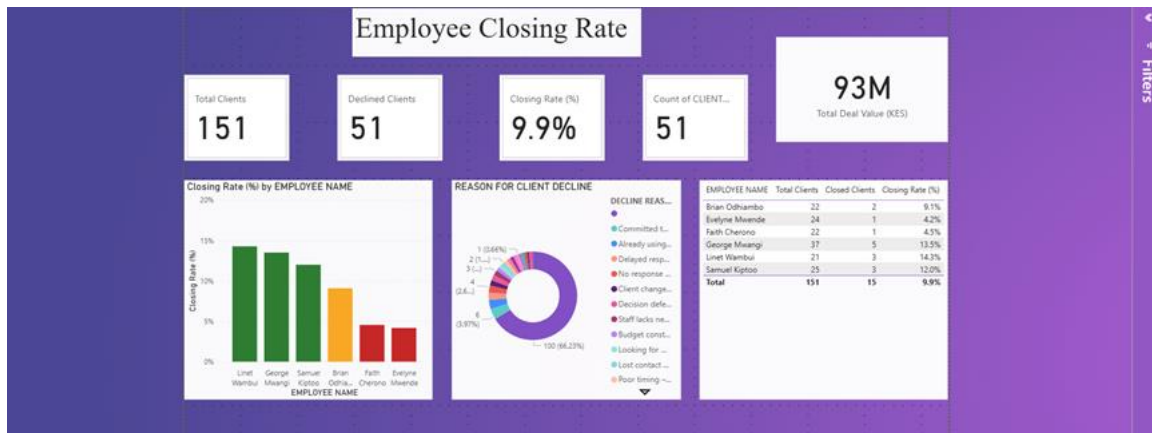 Employee Closing Rate
Filters
93M
Total Deal Value (KES)
Total Clients
151
Declined Clients
51
Closing Rate (%)
9.9%
Count of CLIENT...
51
Closing Rate (%) by EMPLOYEE NAME
20%
15%
10%
5%
0%
Closing Rate (%)
Linet Wambui
George Mwangi
Samuel Kiptoo
Brian Odhia...
Faith Cherono
Evelyne Mwende
EMPLOYEE NAME
REASON FOR CLIENT DECLINE
1 (0.66%)
2 (1....)
3 (...)
4 (2.6...)
6 (3.97%)
100 (66.23%)
DECLINE REAS...
Committed t...
Already using...
Delayed resp...
No response ...
Client change...
Decision defe...
Staff lacks ne...
Budget const...
Looking for ...
Lost contact ...
Poor timing –...
EMPLOYEE NAME Total Clients Closed Clients Closing Rate (%)
Brian Odhiambo 22 2 9.1%
Evelyne Mwende 24 1 4.2%
Faith Cherono 22 1 4.5%
George Mwangi 37 5 13.5%
Linet Wambui 21 3 14.3%
Samuel Kiptoo 25 3 12.0%
Total 151 15 9.9%